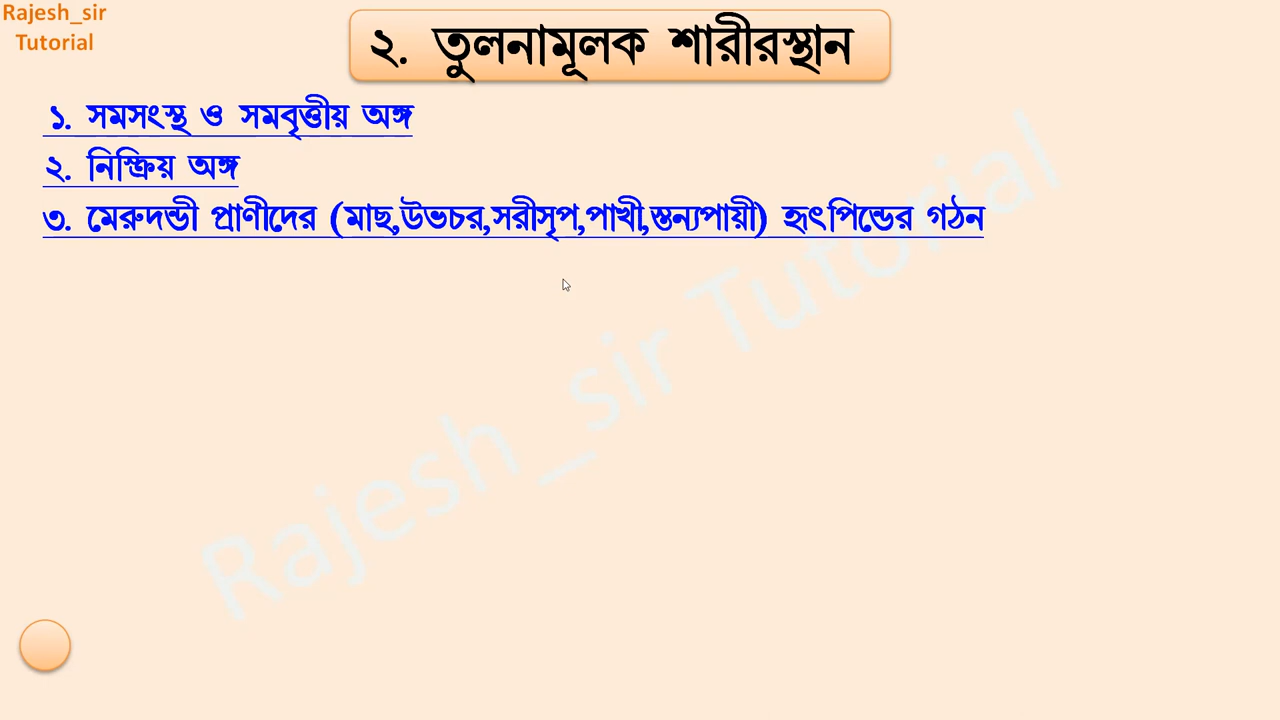 Rajesh_sir
Tutorial
২. তুলনামূলক শারীরস্থান
১. সমসংস্থ ও সমবৃত্তীয় অঙ্গ
২. নিস্ক্রিয় অঙ্গ
৩. মেরুদন্ডী প্রাণীদের (মাছ,উভচর,সরীসৃপ,পাখী,স্তন্যপায়ী) হৃৎপিন্ডের গঠন
Rajesh_sir Tutorial